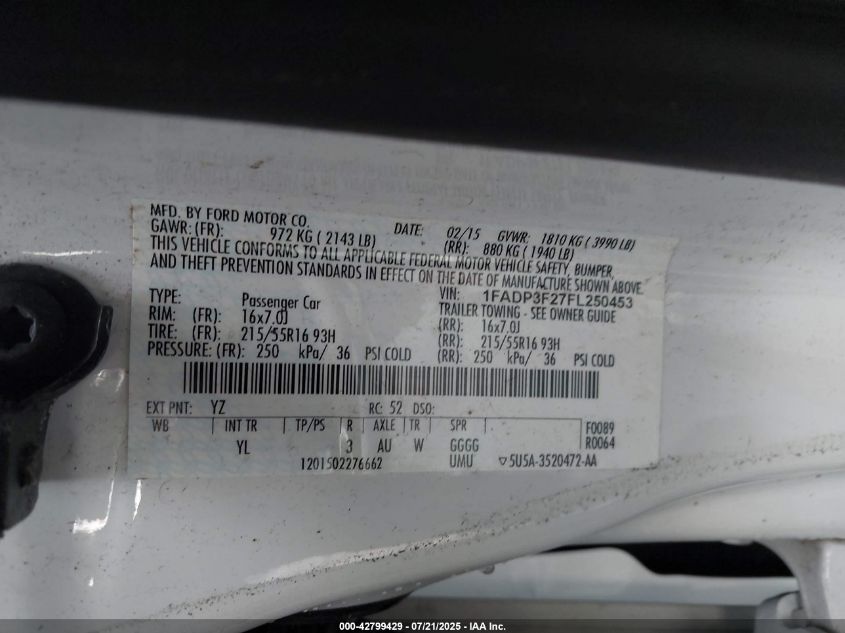 MFD. BY FORD MOTOR CO.
DATE: 02/15 GVWR: 1810 KG ( 3990 LB)
GAWR: (FR): 972 KG ( 2143 LB) (RR): 880 KG ( 1940 LB)
THIS VEHICLE CONFORMS TO ALL APPLICABLE FEDERAL MOTOR VEHICLE SAFETY, BUMPER,
AND THEFT PREVENTION STANDARDS IN EFFECT ON THE DATE OF MANUFACTURE SHOWN ABOVE.
VIN: 1FADP3F27FL250453
TYPE: Passenger Car TRAILER TOWING - SEE OWNER GUIDE
RIM: (FR): 16x7.0J (RR): 16x7.0J
TIRE: (FR): 215/55R16 93H (RR): 215/55R16 93H
PRESSURE: (FR): 250 kPa/ 36 PSI COLD (RR): 250 kPa/ 36 PSI COLD
EXT PNT: YZ RC: 52 DSO:
WB INT TR TP/PS R AXLE TR SPR F0089
YL 3 AU W GGGG R0064
1201502276662 UMU ▽5U5A-3520472-AA
000-42799429 - 07/21/2025 - IAA Inc.